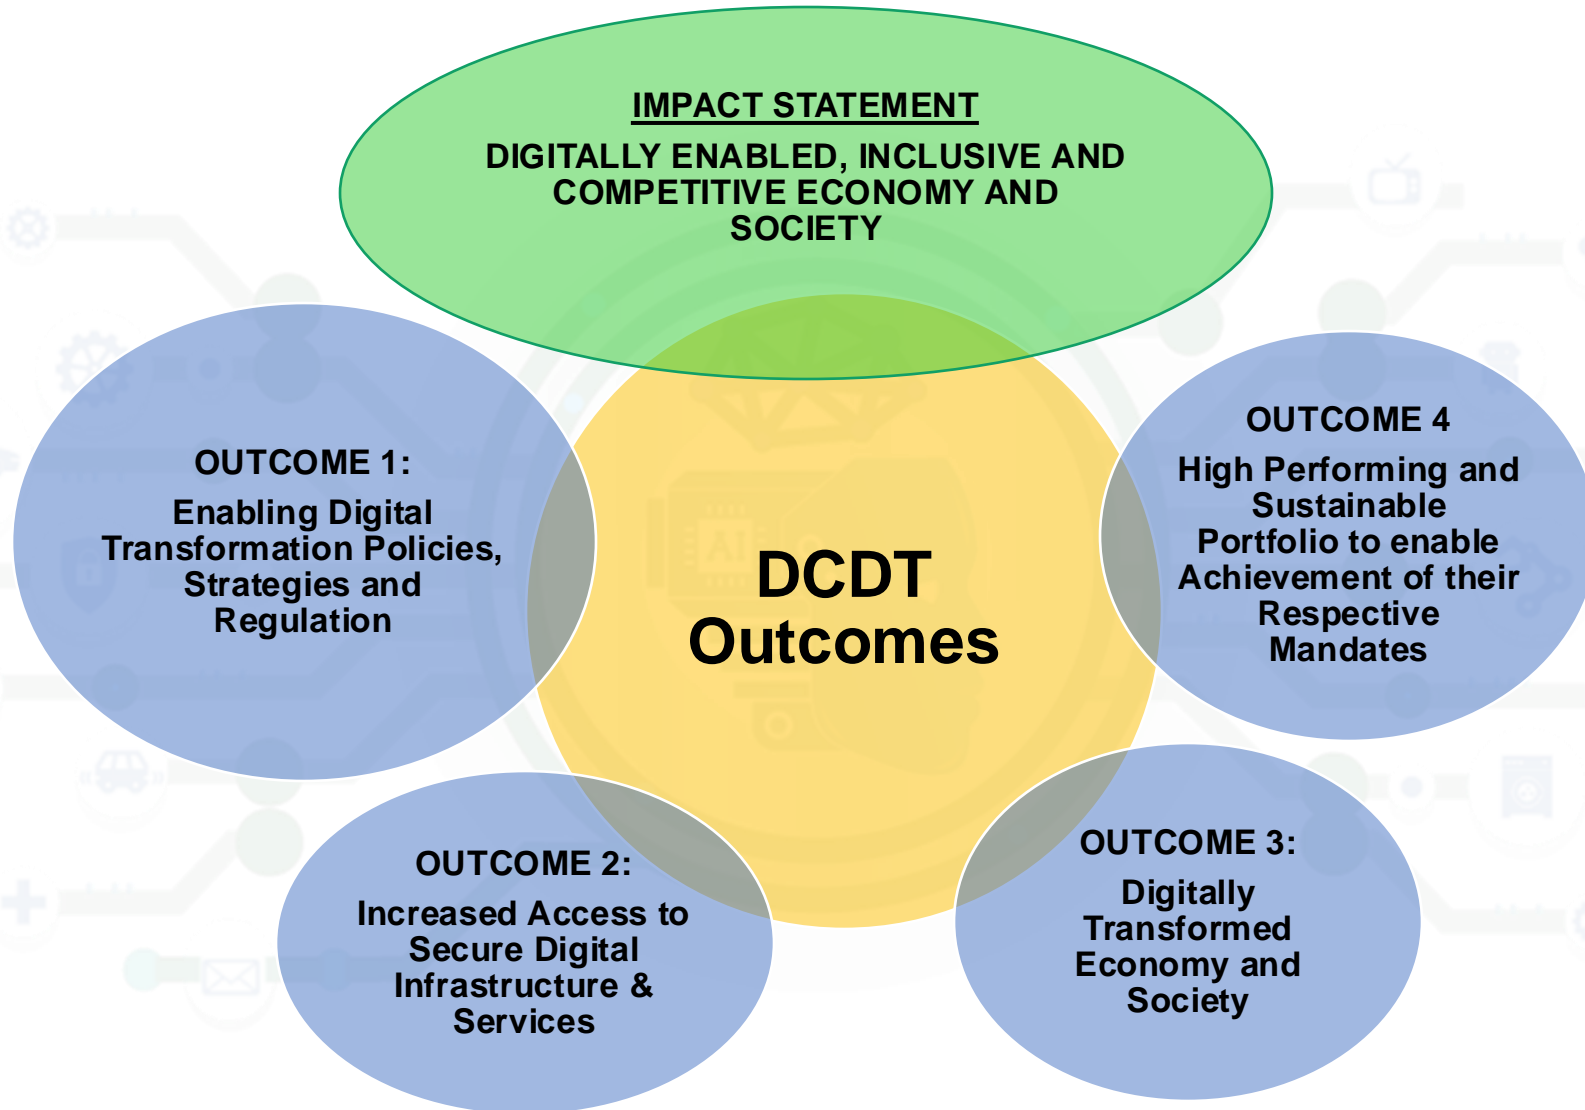 IMPACT STATEMENT
DIGITALLY ENABLED, INCLUSIVE AND
COMPETITIVE ECONOMY AND
SOCIETY
OUTCOME 1:
Enabling Digital
Transformation Policies,
Strategies and
Regulation
DCDT
Outcomes
AI
OUTCOME 4
High Performing and
Sustainable
Portfolio to enable
Achievement of their
Respective
Mandates
OUTCOME 2:
Increased Access to
Secure Digital
Infrastructure &
Services
OUTCOME 3:
Digitally
Transformed
Economy and
Society